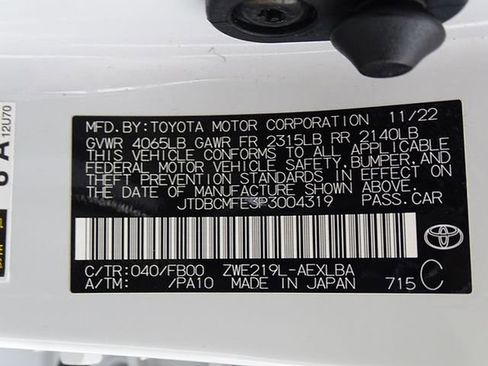 MFD.BY:TOYOTA MOTOR CORPORATION 11/22
GVWR 4065LB GAWR FR 2315LB RR 2140LB
THIS VEHICLE CONFORMS TO ALL APPLICABLE
FEDERAL MOTOR VEHICLE SAFETY,BUMPER,AND
THEFT PREVENTION STANDARDS IN EFFECT ON
THE DATE OF MANUFACTURE SHOWN ABOVE.
JTDBCMFE3P3004319 PASS.CAR
C/TR:040/FB00 ZWE219L-AEXLBA
A/TM: /PA10 MADE IN JAPAN 715 C
TOYOTA
12U70